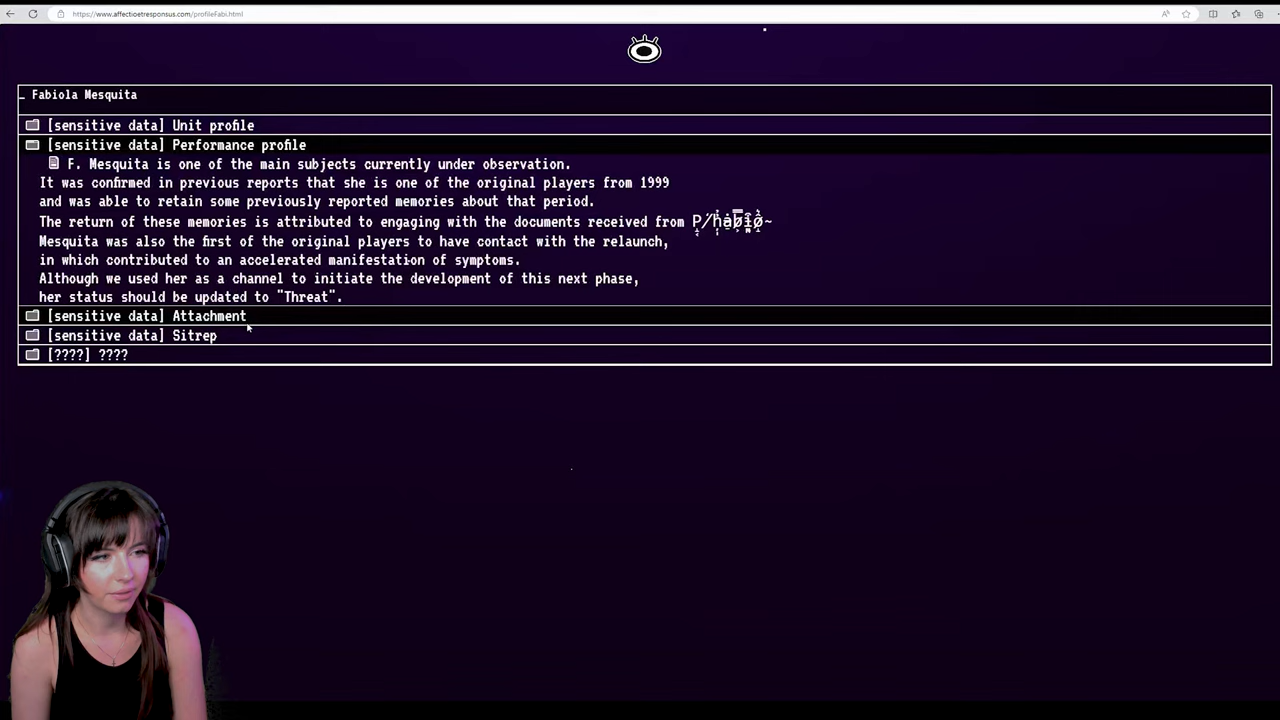 https://www.affectioetresponsus.com/profileFabi.html
_ Fabiola Mesquita
[sensitive data] Unit profile
[sensitive data] Performance profile
F. Mesquita is one of the main subjects currently under observation.
It was confirmed in previous reports that she is one of the original players from 1999
and was able to retain some previously reported memories about that period.
The return of these memories is attributed to engaging with the documents received from
Mesquita was also the first of the original players to have contact with the relaunch,
in which contributed to an accelerated manifestation of symptoms.
Although we used her as a channel to initiate the development of this next phase,
her status should be updated to "Threat".
[sensitive data] Attachment
[sensitive data] Sitrep
[????] ????